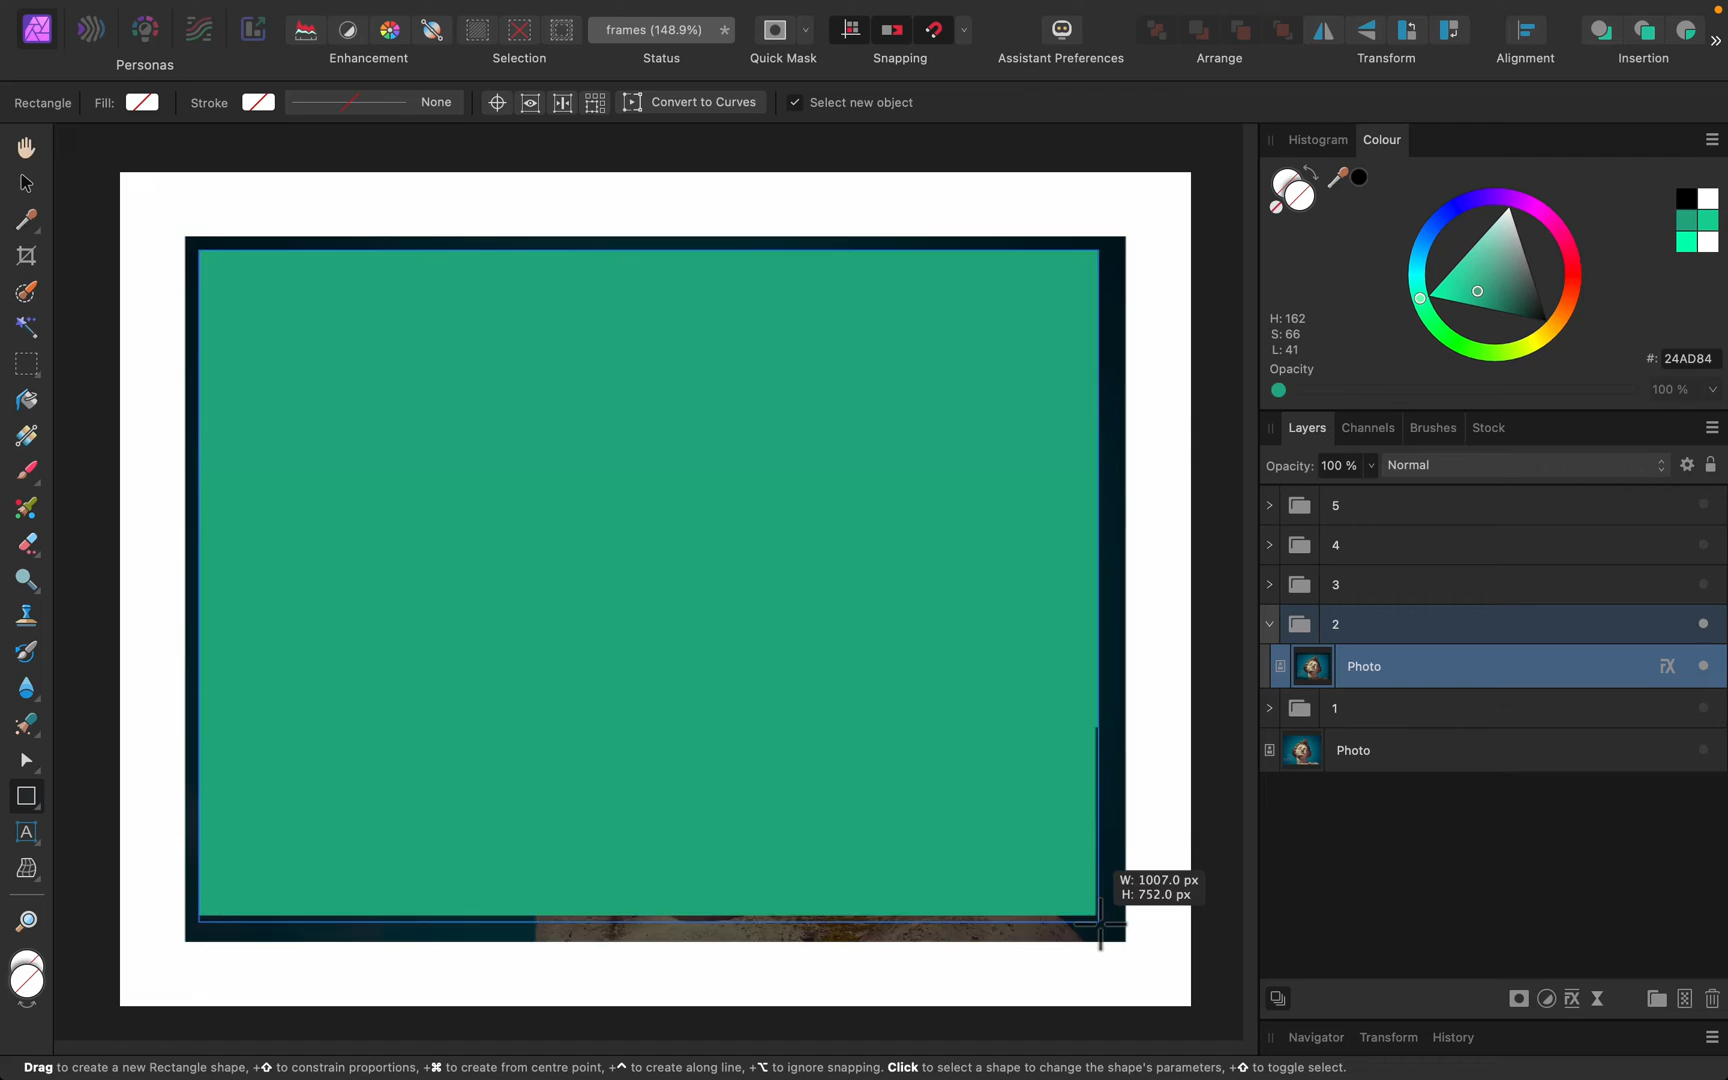 frames (148.9%) *
Personas
Enhancement
Selection
Status
Quick Mask
Snapping
Assistant Preferences
Arrange
Transform
Alignment
Insertion
Rectangle
Fill:
Stroke
None
Convert to Curves
Select new object
Histogram
Colour
H: 162
S: 66
L: 41
#: 24AD84
Opacity
100 %
Layers
Channels
Brushes
Stock
Opacity: 100 %
Normal
5
4
3
2
Photo
1
Photo
W: 1007.0 px
H: 752.0 px
A
Navigator
Transform
History
Drag to create a new Rectangle shape, +⇧ to constrain proportions, +⌘ to create from centre point, +⌃ to create along line, +⌥ to ignore snapping. Click to select a shape to change the shape's parameters, +⇧ to toggle select.